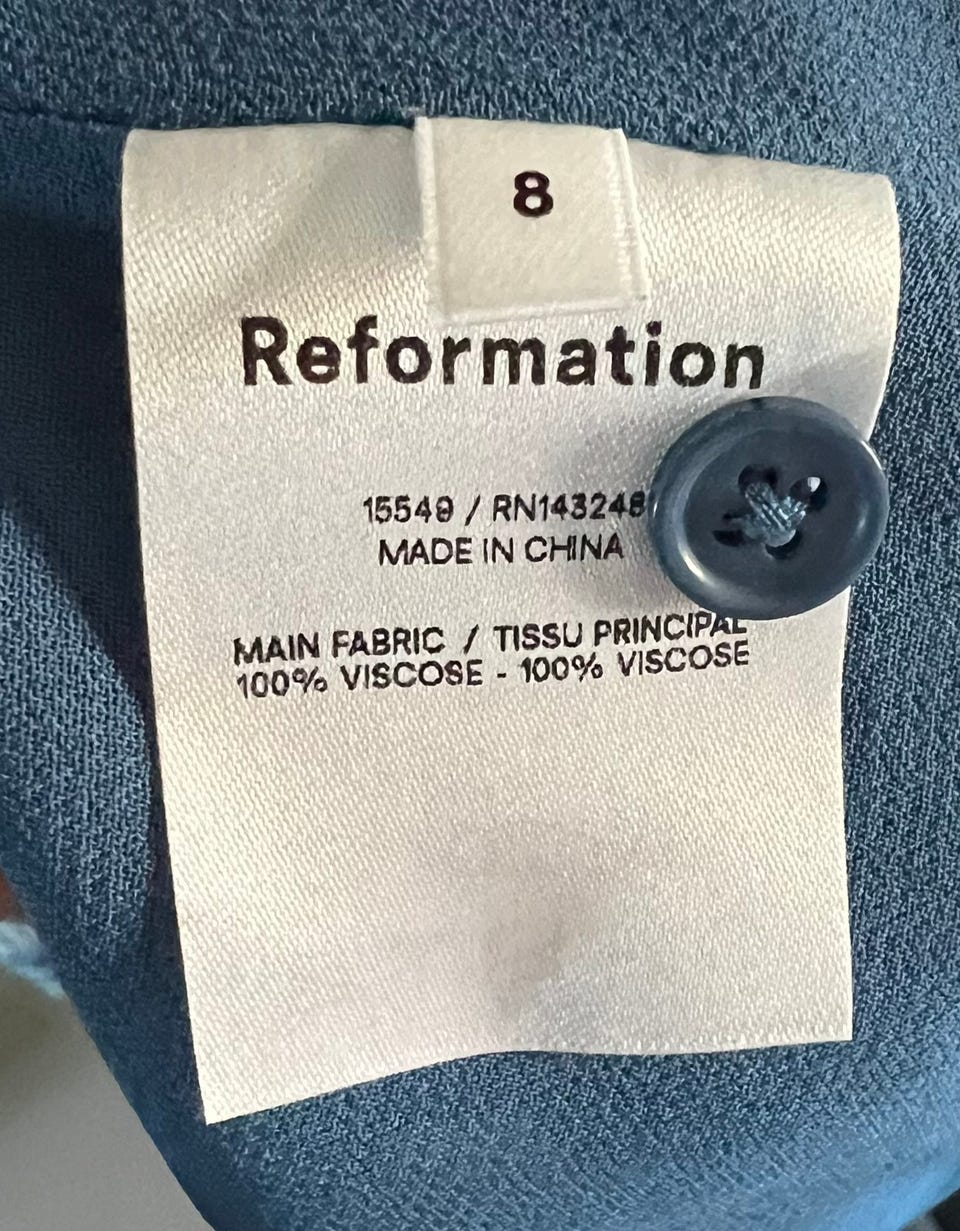 8
Reformation
15549 / RN143248
MADE IN CHINA
MAIN FABRIC / TISSU PRINCIPAL
100% VISCOSE - 100% VISCOSE